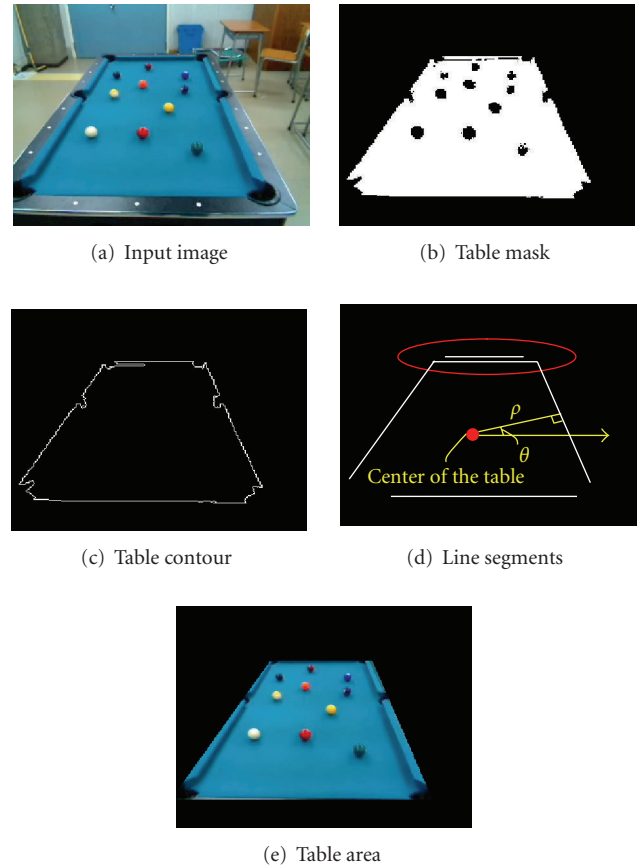 (a) Input image
(b) Table mask
ρ
θ
Center of the table
(c) Table contour
(d) Line segments
(e) Table area